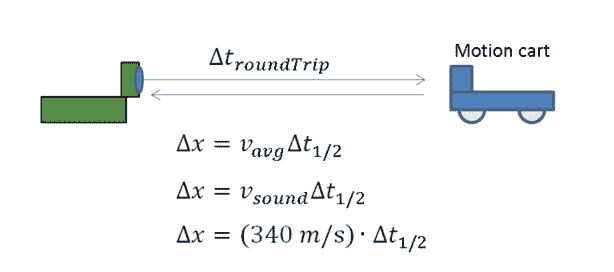 Motion cart
Δt_roundTrip
Δx = v_avg Δt_1/2
Δx = v_sound Δt_1/2
Δx = (340 m/s) · Δt_1/2